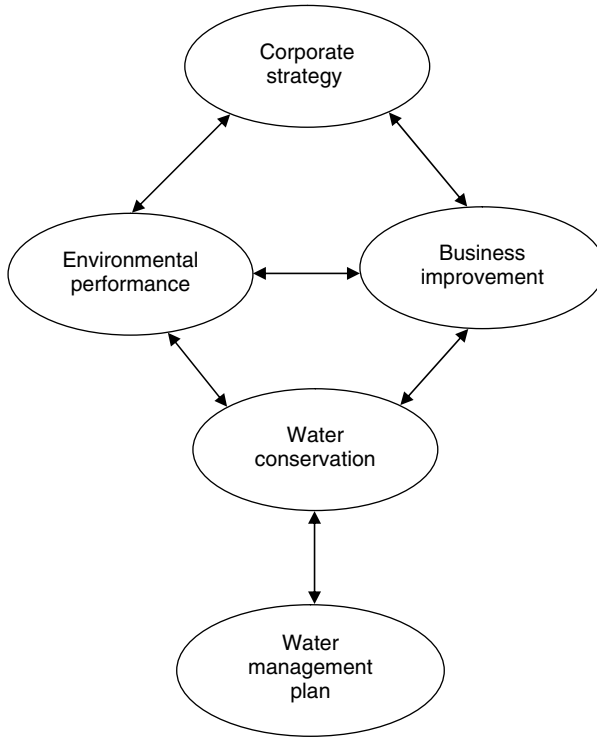 Corporate
strategy
Environmental
performance
Business
improvement
Water
conservation
Water
management
plan